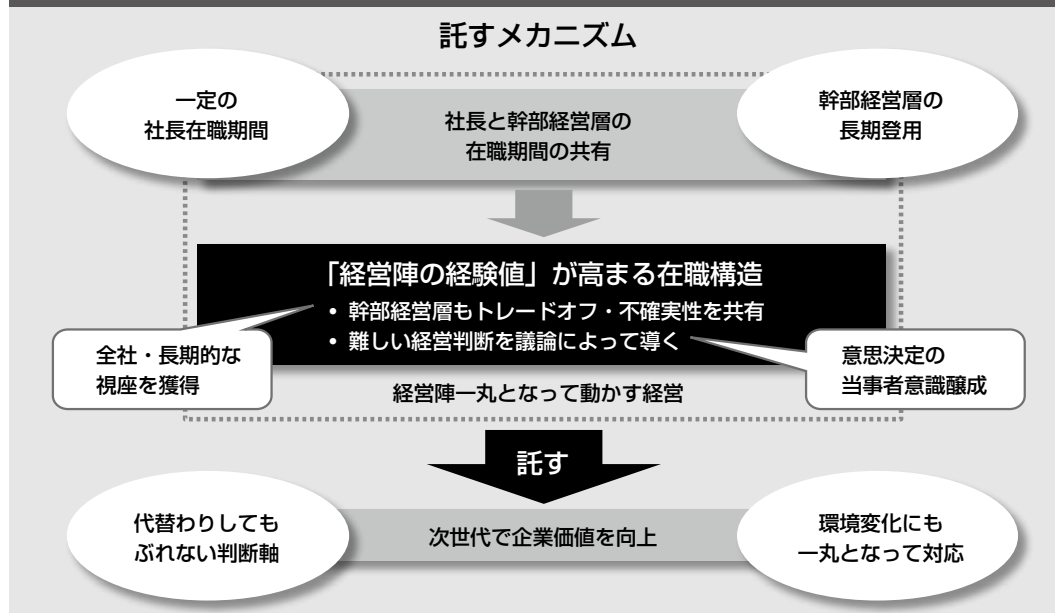 託すメカニズム
一定の
社長在職期間
社長と幹部経営層の
在職期間の共有
幹部経営層の
長期登用
「経営陣の経験値」が高まる在職構造
• 幹部経営層もトレードオフ・不確実性を共有
• 難しい経営判断を議論によって導く
全社・長期的な
視座を獲得
意思決定の
当事者意識醸成
経営陣一丸となって動かす経営
託す
代替わりしても
ぶれない判断軸
次世代で企業価値を向上
環境変化にも
一丸となって対応